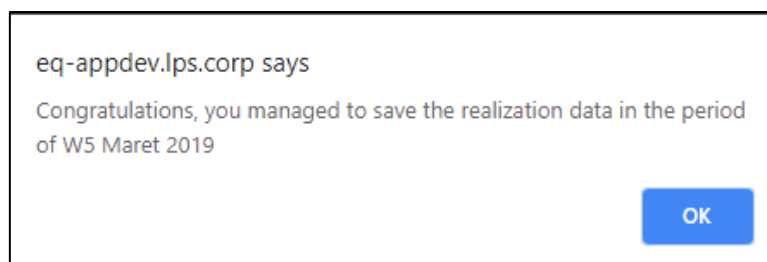 eq-appdev.lps.corp says
Congratulations, you managed to save the realization data in the period
of W5 Maret 2019
OK